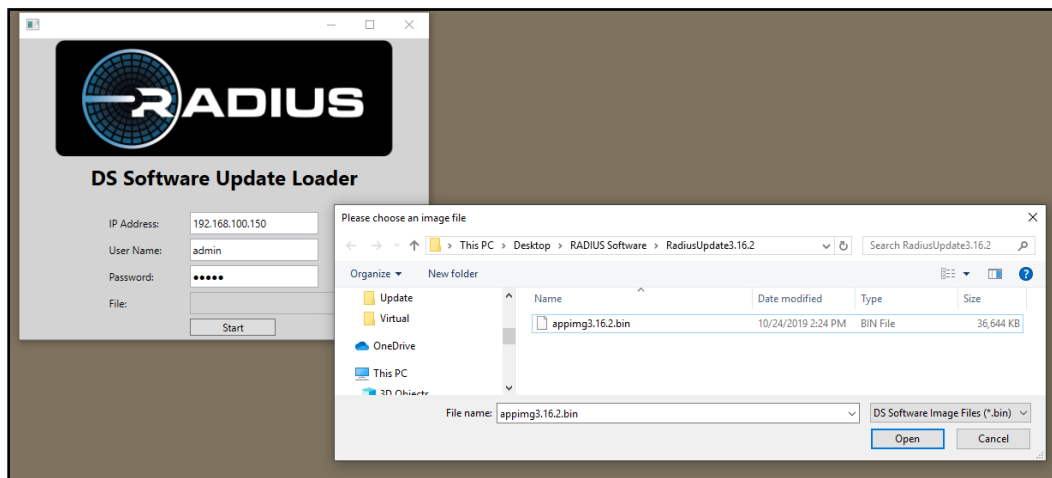 RADIUS
DS Software Update Loader
IP Address: 192.168.100.150
User Name: admin
Password: •••••
File:
Start
Please choose an image file
This PC > Desktop > RADIUS Software > RadiusUpdate3.16.2
Search RadiusUpdate3.16.2
Organize New folder
Update
Virtual
OneDrive
This PC
3D Objects
Name Date modified Type Size
appimg3.16.2.bin 10/24/2019 2:24 PM BIN File 36,644 KB
File name: appimg3.16.2.bin DS Software Image Files (*.bin)
Open Cancel